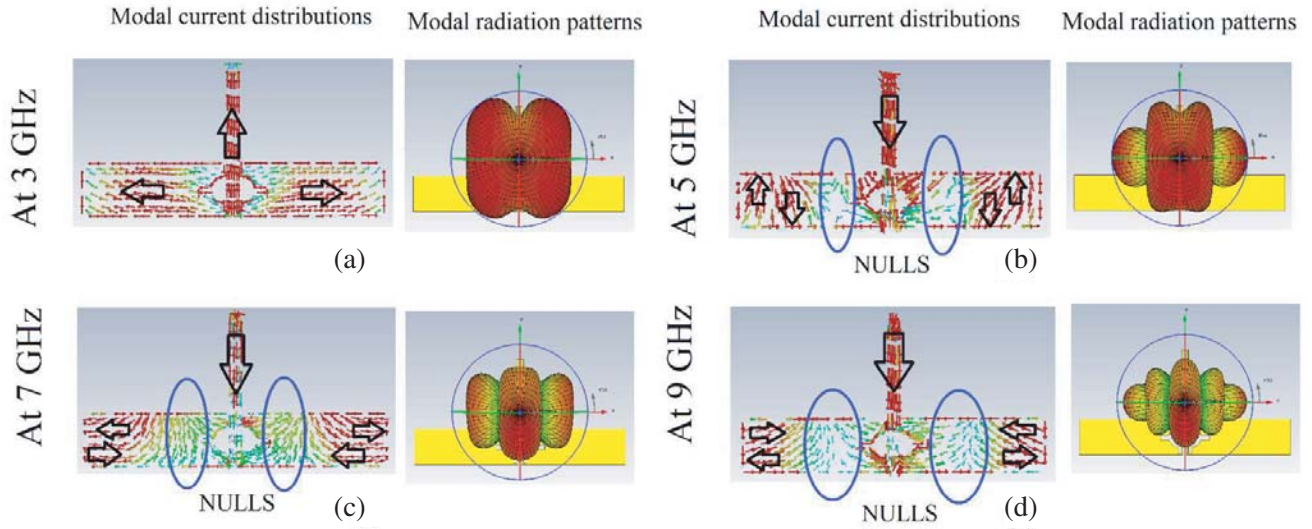 Modal current distributions
Modal radiation patterns
At 3 GHz
(a)
Modal current distributions
Modal radiation patterns
At 5 GHz
NULLS
(b)
At 7 GHz
NULLS
(c)
At 9 GHz
NULLS
(d)